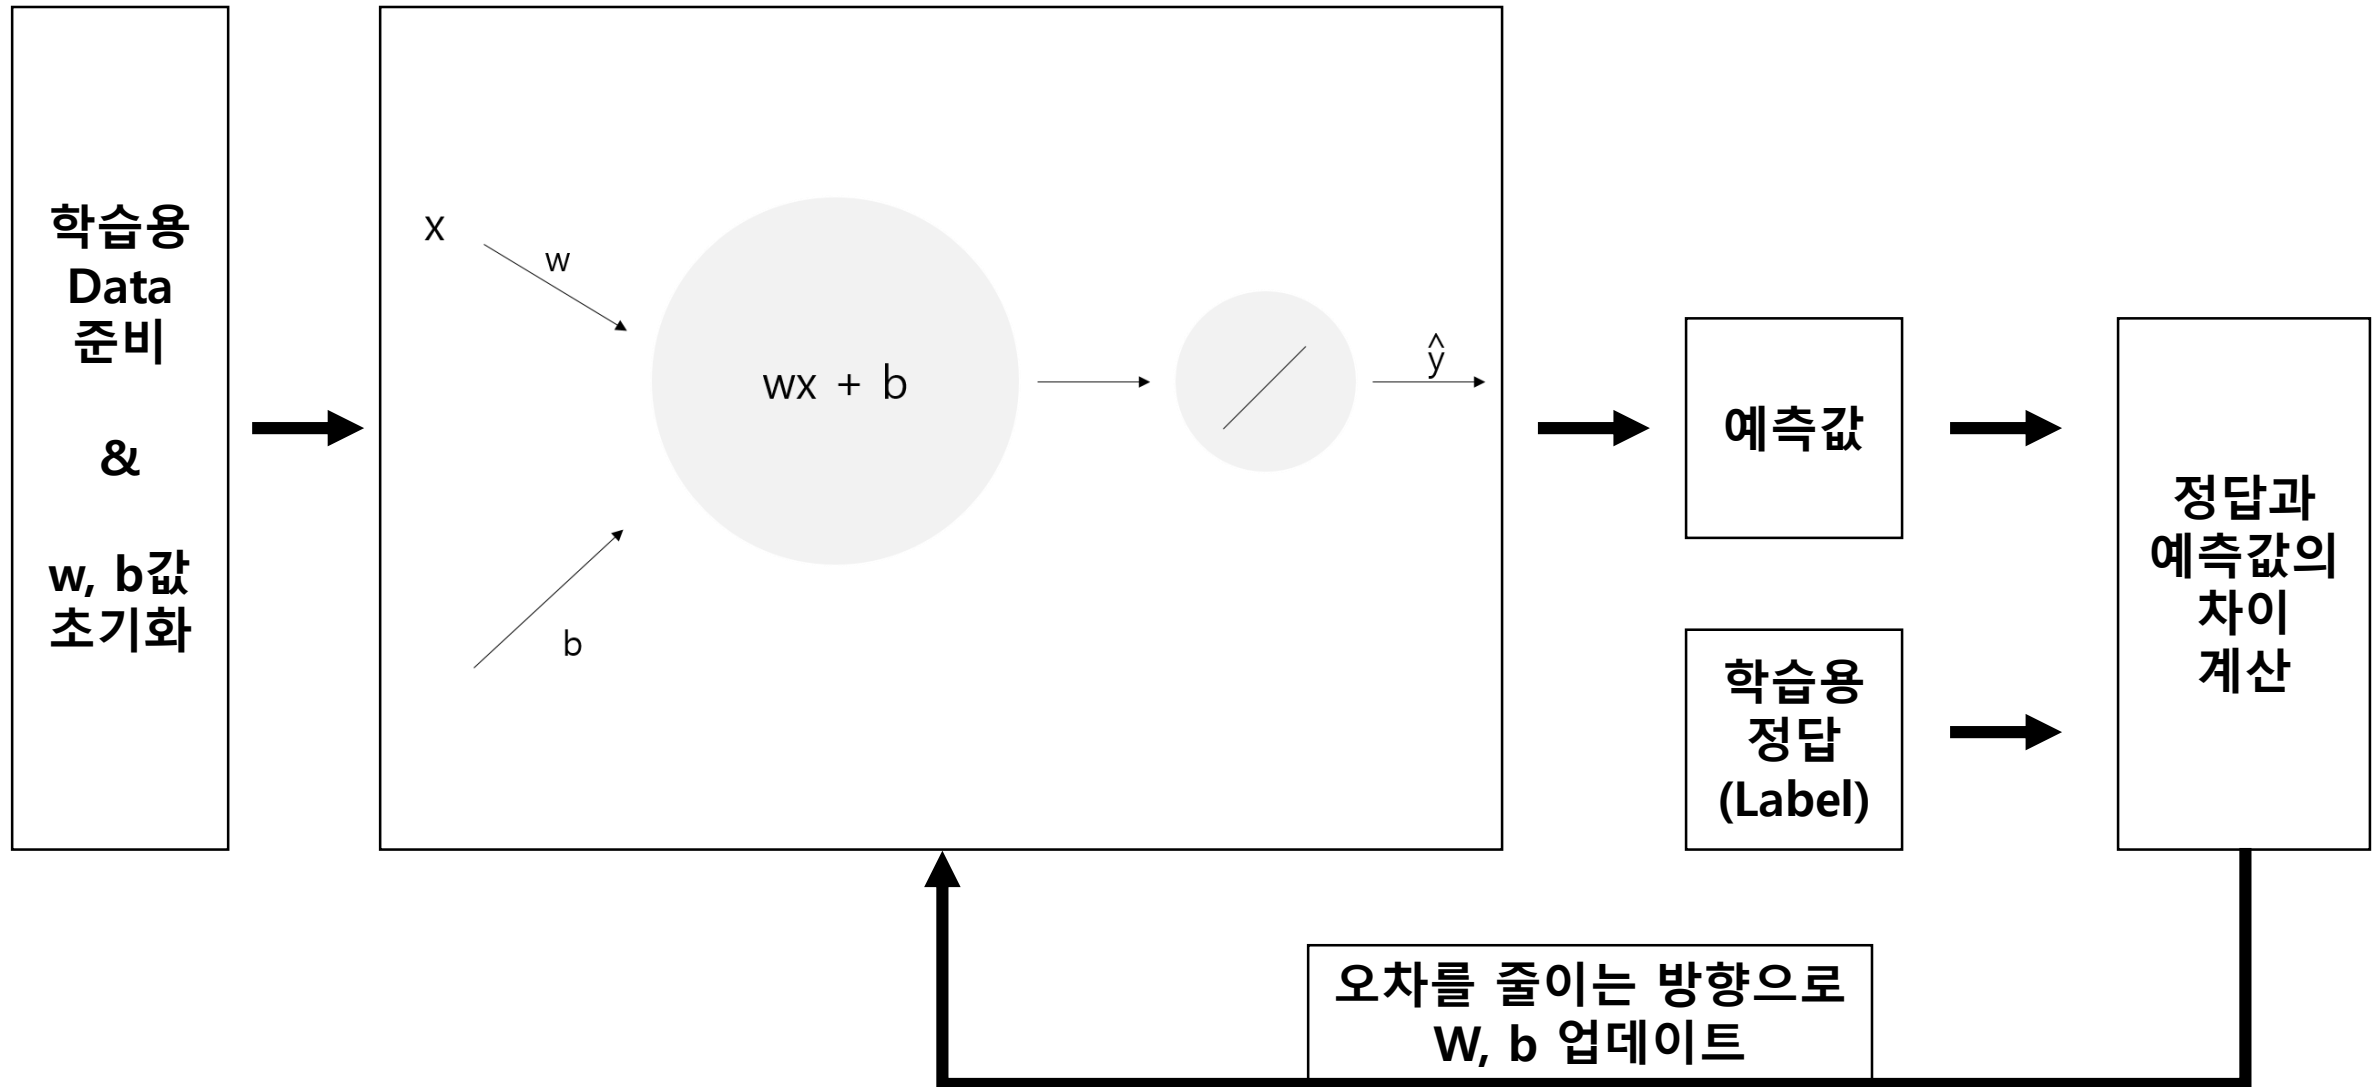 학습용
Data
준비
&
w, b값
초기화
x
w
wx + b
b
ŷ
예측값
학습용
정답
(Label)
정답과
예측값의
차이
계산
오차를 줄이는 방향으로
W, b 업데이트